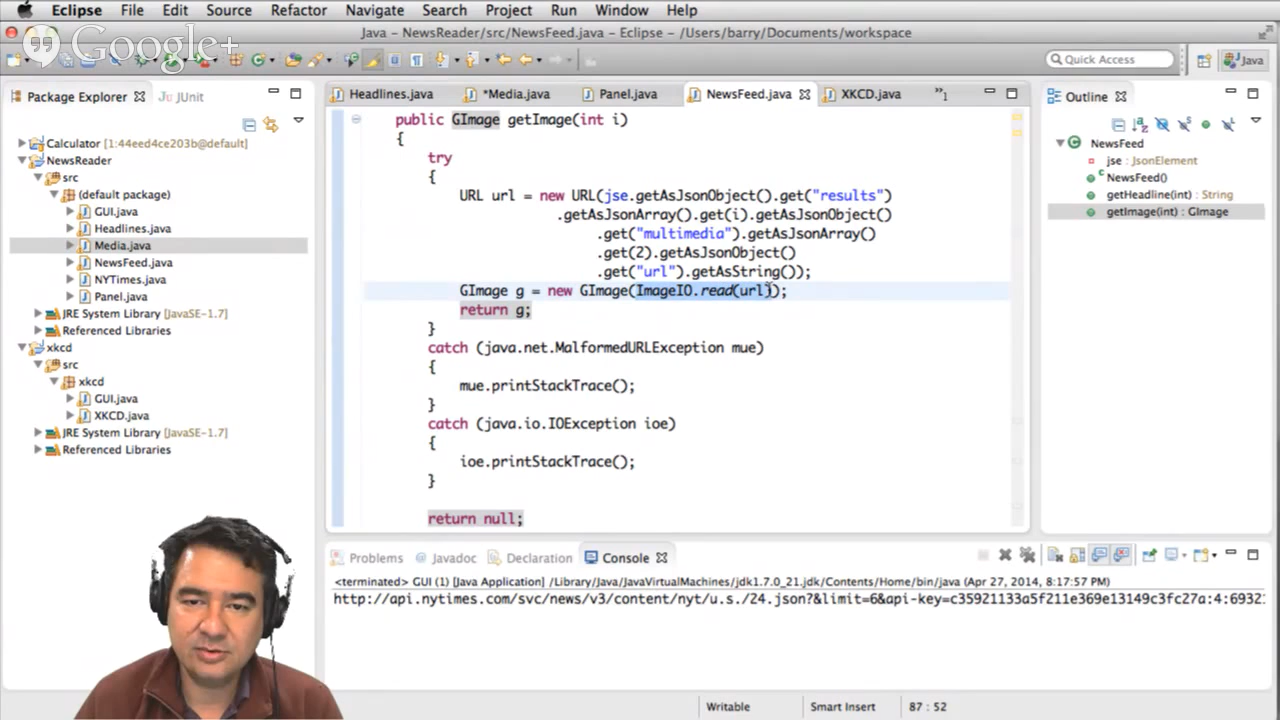 Eclipse File Edit Source Refactor Navigate Search Project Run Window Help
Google+
Java - NewsReader/src/NewsFeed.java - Eclipse - /Users/barry/Documents/workspace
Quick Access
Java
Package Explorer
JUnit
Headlines.java
*Media.java
Panel.java
NewsFeed.java
XKCD.java
»1
Outline
Calculator [1:44eed4ce203b@default]
NewsReader
src
(default package)
GUI.java
Headlines.java
Media.java
NewsFeed.java
NYTimes.java
Panel.java
JRE System Library [JavaSE-1.7]
Referenced Libraries
xkcd
src
xkcd
GUI.java
XKCD.java
JRE System Library [JavaSE-1.7]
Referenced Libraries
public GImage getImage(int i)
{
try
{
URL url = new URL(jse.getAsJsonObject().get("results")
.getAsJsonArray().get(i).getAsJsonObject()
.get("multimedia").getAsJsonArray()
.get(2).getAsJsonObject()
.get("url").getAsString());
GImage g = new GImage(ImageIO.read(url));
return g;
}
catch (java.net.MalformedURLException mue)
{
mue.printStackTrace();
}
catch (java.io.IOException ioe)
{
ioe.printStackTrace();
}
return null;
NewsFeed
jse : JsonElement
NewsFeed()
getHeadline(int) : String
getImage(int) : GImage
Problems
@ Javadoc
Declaration
Console
<terminated> GUI (1) [Java Application] /Library/Java/JavaVirtualMachines/jdk1.7.0_21.jdk/Contents/Home/bin/java (Apr 27, 2014, 8:17:57 PM)
http://api.nytimes.com/svc/news/v3/content/nyt/u.s./24.json?&limit=6&api-key=c35921133a5f211e369e13149c3fc27a:4:6932
Writable
Smart Insert
87 : 52